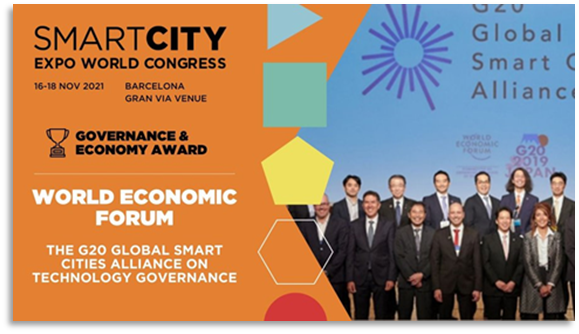 SMARTCITY
EXPO WORLD CONGRESS
16-18 NOV 2021
BARCELONA
GRAN VIA VENUE
GOVERNANCE &
ECONOMY AWARD
WORLD ECONOMIC
FORUM
THE G20 GLOBAL SMART
CITIES ALLIANCE ON
TECHNOLOGY GOVERNANCE
G20
Global
Smart C
Alliance
WORLD
ECONOMIC
FORUM
G20
2019
JAPAN